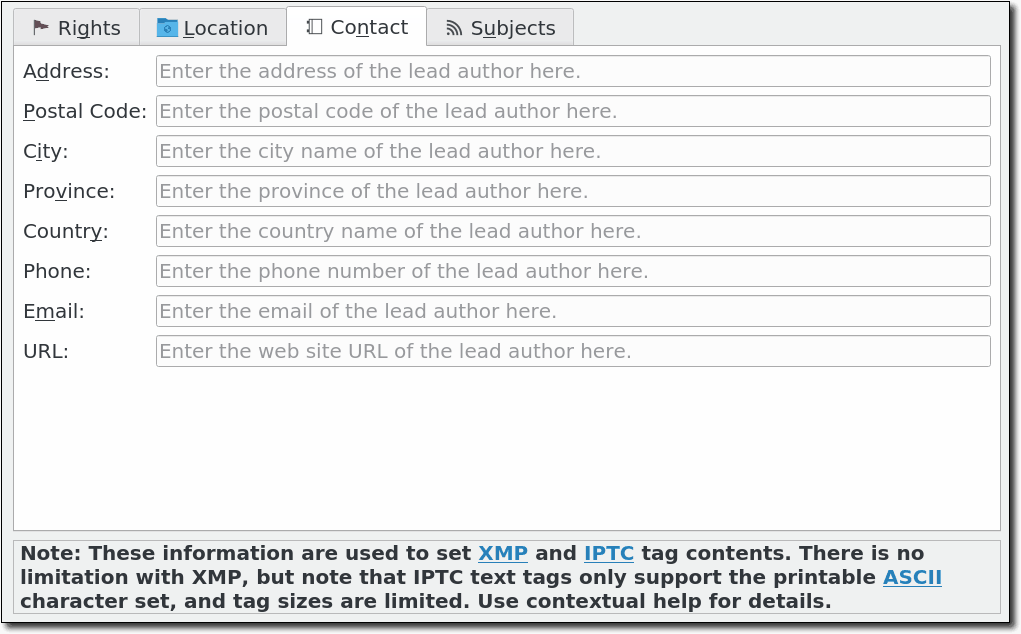 Rights Location Contact Subjects
Address: Enter the address of the lead author here.
Postal Code: Enter the postal code of the lead author here.
City: Enter the city name of the lead author here.
Province: Enter the province of the lead author here.
Country: Enter the country name of the lead author here.
Phone: Enter the phone number of the lead author here.
Email: Enter the email of the lead author here.
URL: Enter the web site URL of the lead author here.
Note: These information are used to set XMP and IPTC tag contents. There is no
limitation with XMP, but note that IPTC text tags only support the printable ASCII
character set, and tag sizes are limited. Use contextual help for details.